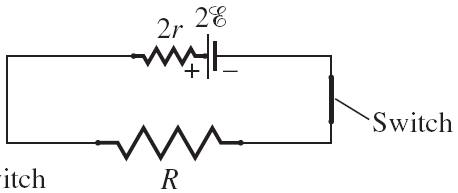 2r 2ℰ
+ −
Switch
itch R